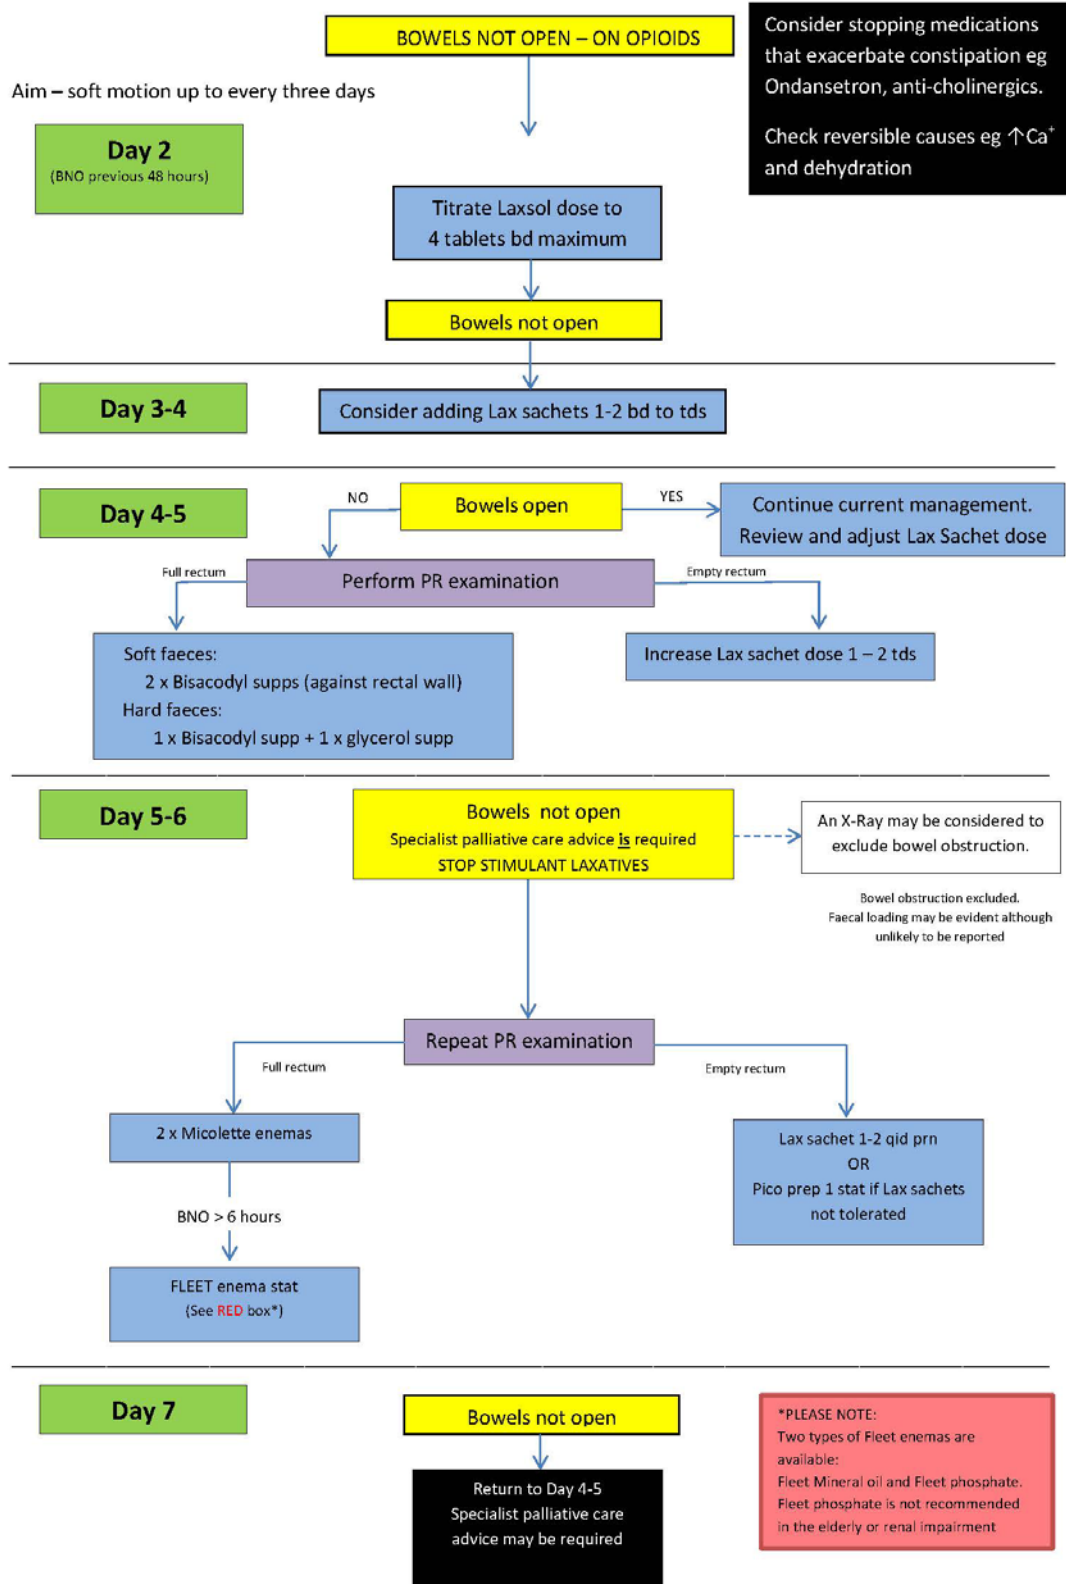 BOWELS NOT OPEN – ON OPIOIDS
Consider stopping medications
that exacerbate constipation eg
Ondansetron, anti-cholinergics.
Check reversible causes eg ↑Ca⁺
and dehydration
Aim – soft motion up to every three days
Day 2
(BNO previous 48 hours)
Titrate Laxsol dose to
4 tablets bd maximum
Bowels not open
Day 3-4
Consider adding Lax sachets 1-2 bd to tds
Day 4-5
NO
Bowels open
YES
Continue current management.
Review and adjust Lax Sachet dose
Full rectum
Perform PR examination
Empty rectum
Soft faeces:
2 x Bisacodyl supps (against rectal wall)
Hard faeces:
1 x Bisacodyl supp + 1 x glycerol supp
Increase Lax sachet dose 1 – 2 tds
Day 5-6
Bowels not open
Specialist palliative care advice is required
STOP STIMULANT LAXATIVES
An X-Ray may be considered to
exclude bowel obstruction.
Bowel obstruction excluded.
Faecal loading may be evident although
unlikely to be reported
Repeat PR examination
Full rectum
Empty rectum
2 x Micolette enemas
BNO > 6 hours
FLEET enema stat
(See RED box*)
Lax sachet 1-2 qid prn
OR
Pico prep 1 stat if Lax sachets
not tolerated
Day 7
Bowels not open
Return to Day 4-5
Specialist palliative care
advice may be required
*PLEASE NOTE:
Two types of Fleet enemas are
available:
Fleet Mineral oil and Fleet phosphate.
Fleet phosphate is not recommended
in the elderly or renal impairment